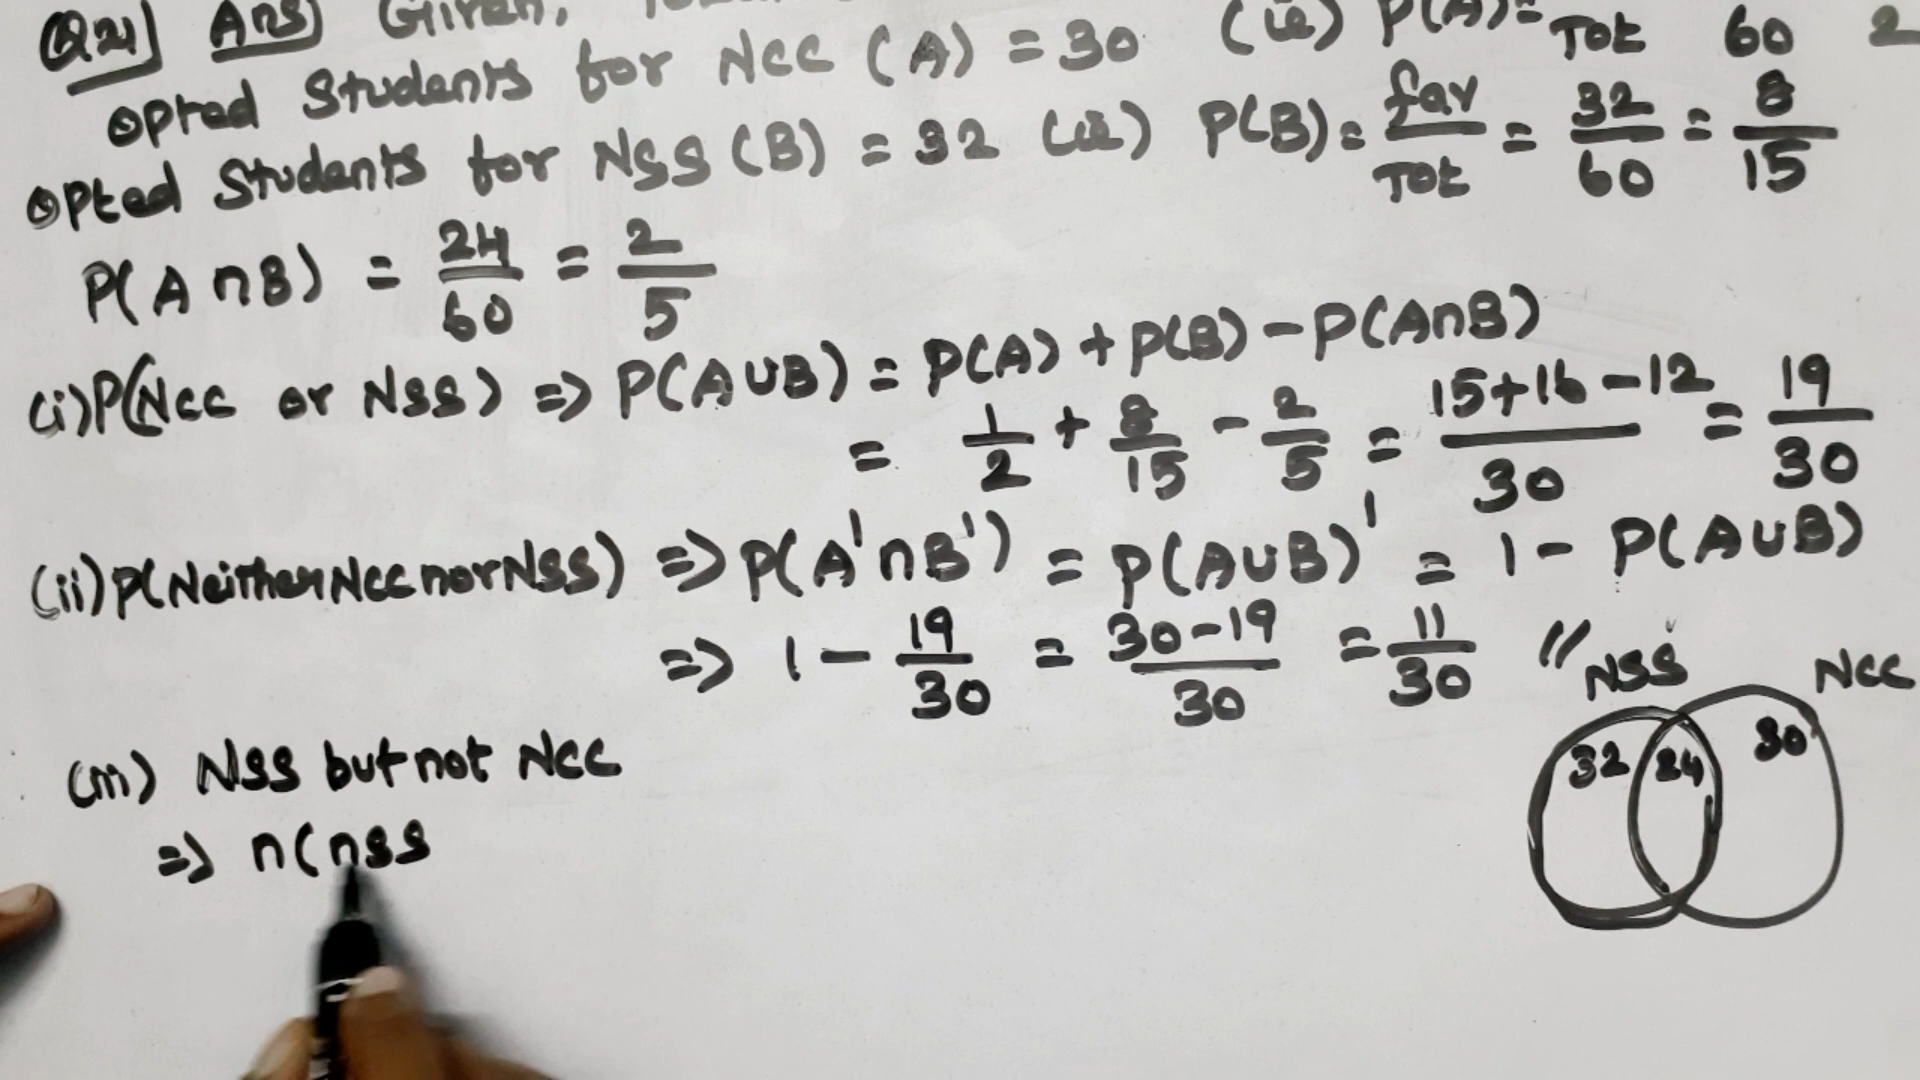 Q21) Ans) Given,
Opted Students for NCC (A) = 30 (ie) P(A) = Tot 60 2
Opted Students for NSS (B) = 32 (ie) P(B) = fav/Tot = 32/60 = 8/15
P(A ∩ B) = 24/60 = 2/5
(i) P(NCC or NSS) => P(A∪B) = P(A) + P(B) - P(A∩B)
= 1/2 + 8/15 - 2/5 = 15+16-12/30 = 19/30
(ii) P(Neither NCC nor NSS) => P(A'∩B') = P(A∪B)' = 1 - P(A∪B)
=> 1 - 19/30 = 30-19/30 = 11/30 //
NSS NCC
(iii) NSS but not NCC
32 24 30
=> n(nss